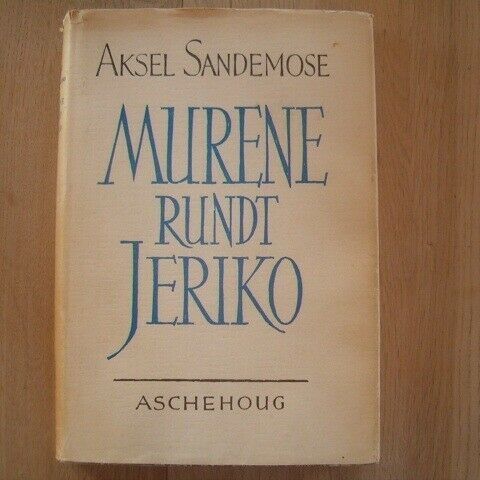 AKSEL SANDEMOSE
MURENE
RUNDT
JERIKO
ASCHEHOUG